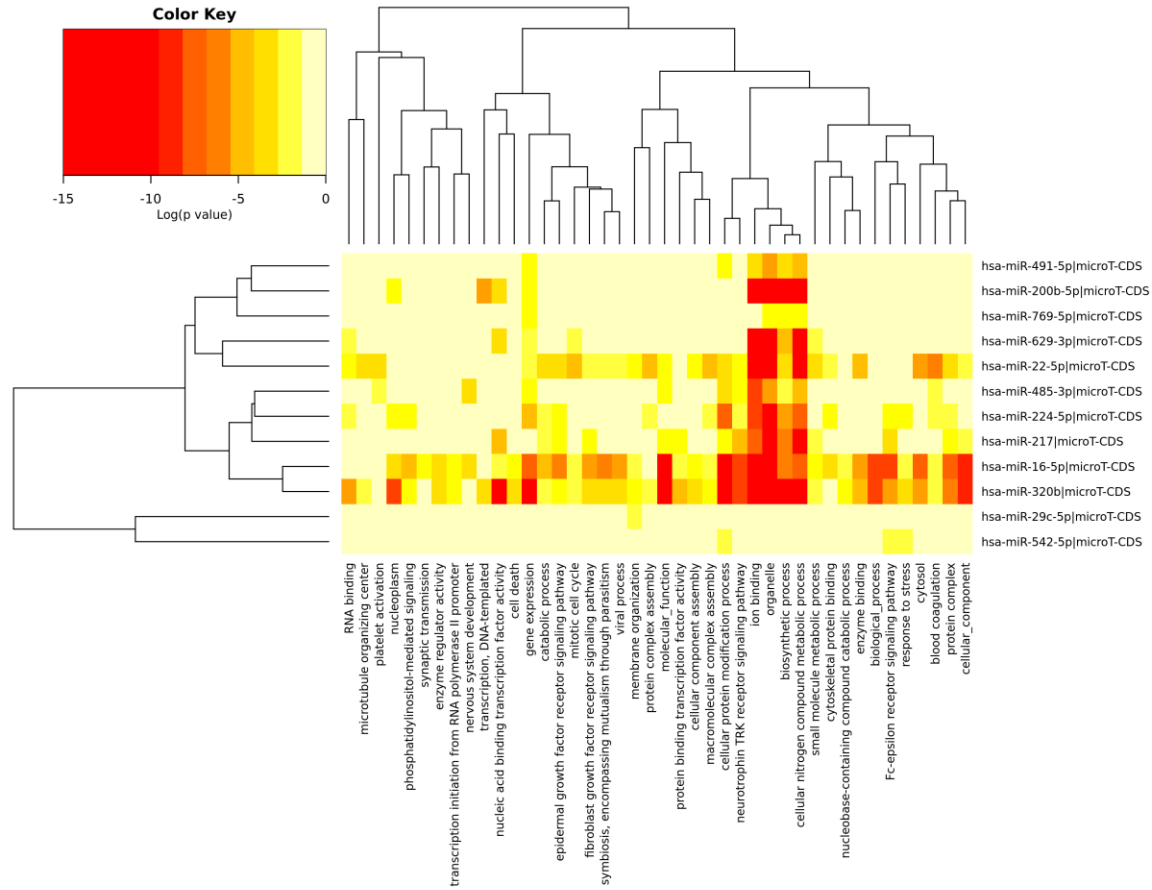 Color Key
-15
-10
-5
0
Log(p value)
hsa-miR-491-5p|microT-CDS
hsa-miR-200b-5p|microT-CDS
hsa-miR-769-5p|microT-CDS
hsa-miR-629-3p|microT-CDS
hsa-miR-22-5p|microT-CDS
hsa-miR-485-3p|microT-CDS
hsa-miR-224-5p|microT-CDS
hsa-miR-217|microT-CDS
hsa-miR-16-5p|microT-CDS
hsa-miR-320b|microT-CDS
hsa-miR-29c-5p|microT-CDS
hsa-miR-542-5p|microT-CDS
RNA binding
microtubule organizing center
platelet activation
nucleoplasm
phosphatidylinositol-mediated signaling
synaptic transmission
enzyme regulator activity
transcription initiation from RNA polymerase II promoter
nervous system development
transcription, DNA-templated
nucleic acid binding transcription factor activity
cell death
gene expression
catabolic process
epidermal growth factor receptor signaling pathway
mitotic cell cycle
fibroblast growth factor receptor signaling pathway
symbiosis, encompassing mutualism through parasitism
viral process
membrane organization
protein complex assembly
molecular_function
protein binding transcription factor activity
cellular component assembly
macromolecular complex assembly
cellular protein modification process
neurotrophin TRK receptor signaling pathway
ion binding
organelle
biosynthetic process
cellular nitrogen compound metabolic process
small molecule metabolic process
cytoskeletal protein binding
nucleobase-containing compound catabolic process
enzyme binding
biological_process
Fc-epsilon receptor signaling pathway
response to stress
cytosol
blood coagulation
protein complex
cellular_component